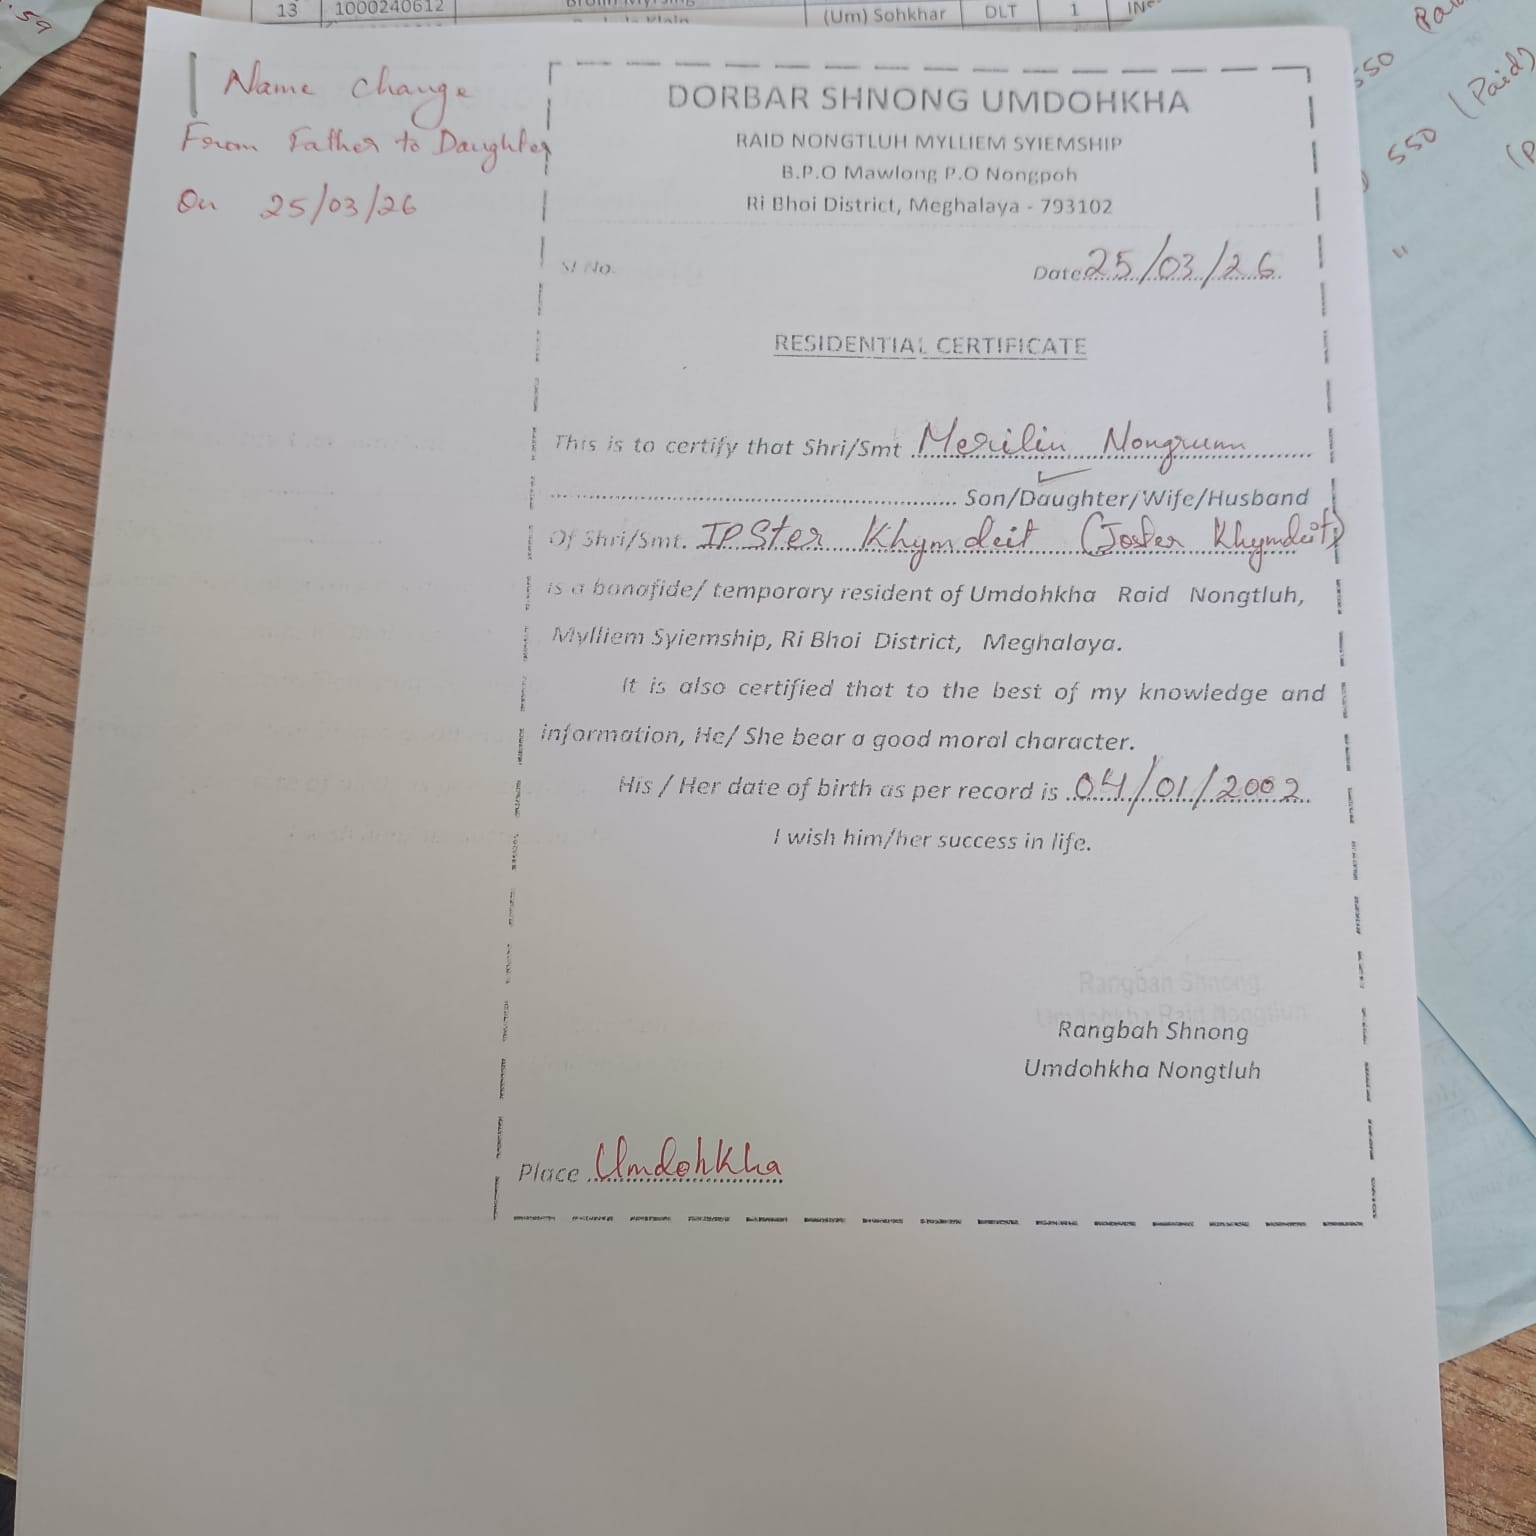 13 1000240612
(Um) Sohkhar DLT 1
Name Change
From Father to Daughter
On 25/03/26
DORBAR SHNONG UMDOHKHA
RAID NONGTLUH MYLLIEM SYIEMSHIP
B.P.O Mawlong P.O Nongpoh
Ri Bhoi District, Meghalaya - 793102
Sl No.
Date 25/03/26
RESIDENTIAL CERTIFICATE
This is to certify that Shri/Smt Merilin Nongrum
Son/Daughter/Wife/Husband
Of Shri/Smt. IPSter Khymdeit (Joster Khymdeit)
is a bonafide/ temporary resident of Umdohkha Raid Nongtluh,
Mylliem Syiemship, Ri Bhoi District, Meghalaya.
It is also certified that to the best of my knowledge and
information, He/ She bear a good moral character.
His / Her date of birth as per record is 04/01/2002
I wish him/her success in life.
Rangbah Shnong
Umdohkha Raid Nongtluh
Rangbah Shnong
Umdohkha Nongtluh
Place Umdohkha
550
550 (Paid)